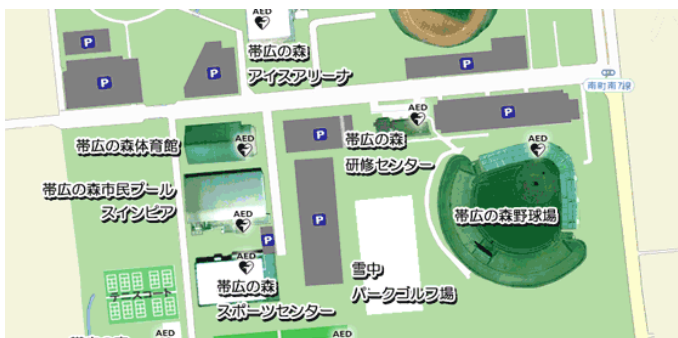 AED
帯広の森
アイスアリーナ
P
P
P
P
南町南7線
AED
P
P
帯広の森
研修センター
AED
帯広の森体育館
AED
帯広の森市民プール
スインピア
AED
P
P
帯広の森野球場
AED
帯広の森
スポーツセンター
雪中
パークゴルフ場
テニスコート
AED
AED